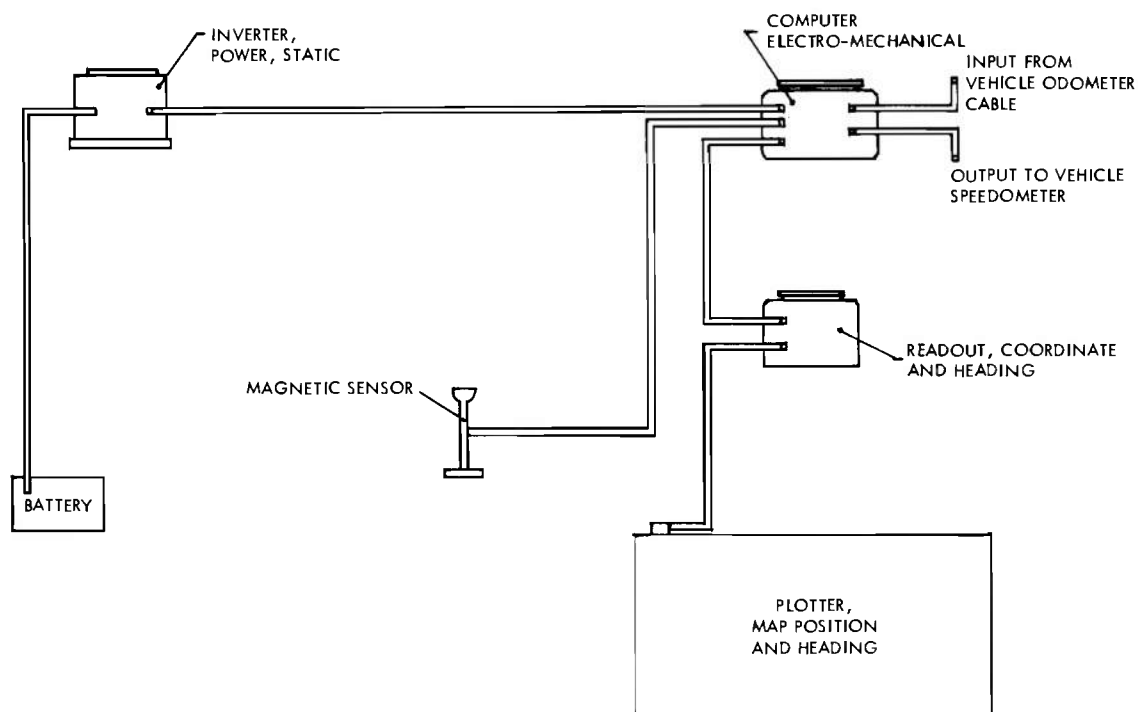 INVERTER,
POWER, STATIC
COMPUTER
ELECTRO-MECHANICAL
INPUT FROM
VEHICLE ODOMETER
CABLE
OUTPUT TO VEHICLE
SPEEDOMETER
READOUT, COORDINATE
AND HEADING
MAGNETIC SENSOR
BATTERY
PLOTTER,
MAP POSITION
AND HEADING